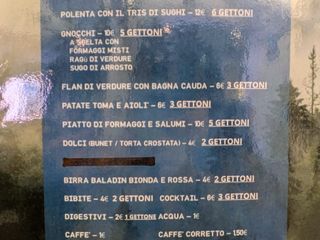 POLENTA CON IL TRIS DI SUGHI – 12€ 6 GETTONI
GNOCCHI – 10€ 5 GETTONI
A SCELTA CON
FORMAGGI MISTI
RAGÙ DI VERDURE
SUGO DI ARROSTO
FLAN DI VERDURE CON BAGNA CAUDA – 6€ 3 GETTONI
PATATE TOMA E AIOLI' – 6€ 3 GETTONI
PIATTO DI FORMAGGI E SALUMI – 10€ 5 GETTONI
DOLCI (BUNET / TORTA CROSTATA) – 4€ 2 GETTONI
BIRRA BALADIN BIONDA E ROSSA – 4€ 2 GETTONI
BIBITE – 4€ 2 GETTONI COCKTAIL – 6€ 3 GETTONI
DIGESTIVI – 2€ 1 GETTONE ACQUA – 1€
CAFFE' – 1€ CAFFE' CORRETTO – 1.50€